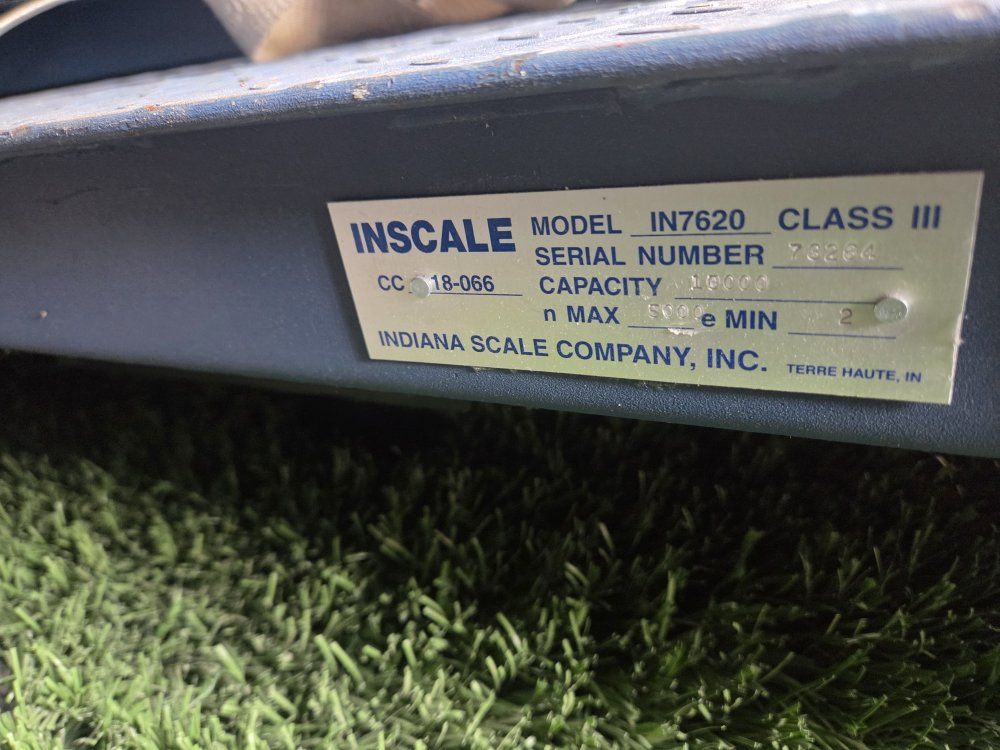 INSCALE MODEL IN7620 CLASS III
SERIAL NUMBER
CC 18-066 CAPACITY 10000
n MAX 5000 e MIN 2
INDIANA SCALE COMPANY, INC. TERRE HAUTE, IN